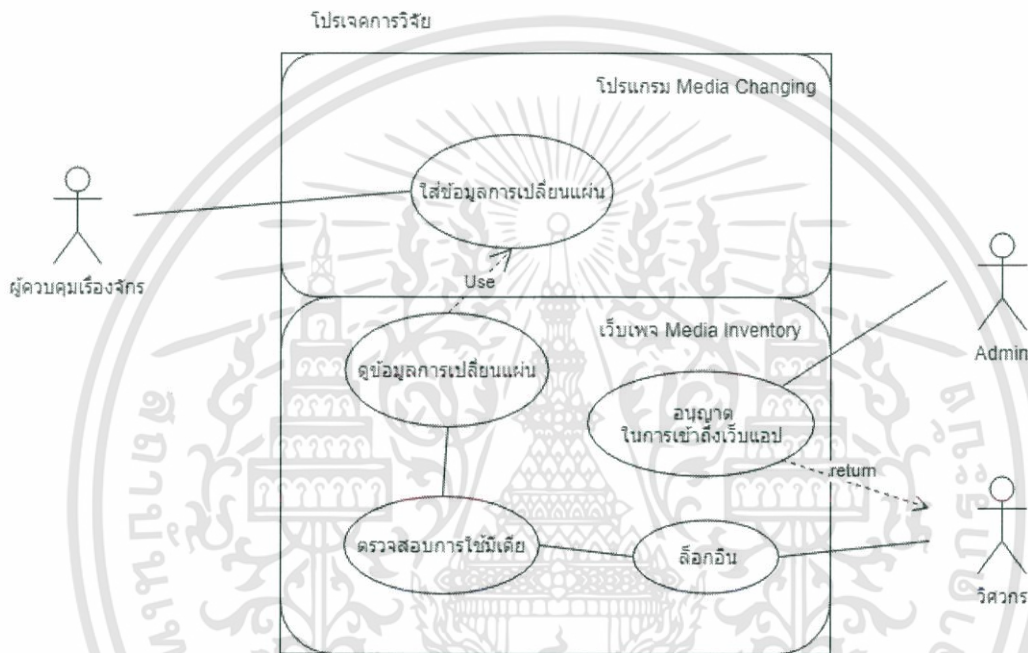 โปรเจคการวิจัย
โปรแกรม Media Changing
ใส่ข้อมูลการเปลี่ยนแผ่น
ผู้ควบคุมเรื่องจักร
Use
เว็บเพจ Media Inventory
Admin
ดูข้อมูลการเปลี่ยนแผ่น
อนุญาต
ในการเข้าถึงเว็บแอป
return
ตรวจสอบการใช้มีเดีย
ล็อกอิน
วิศวกร